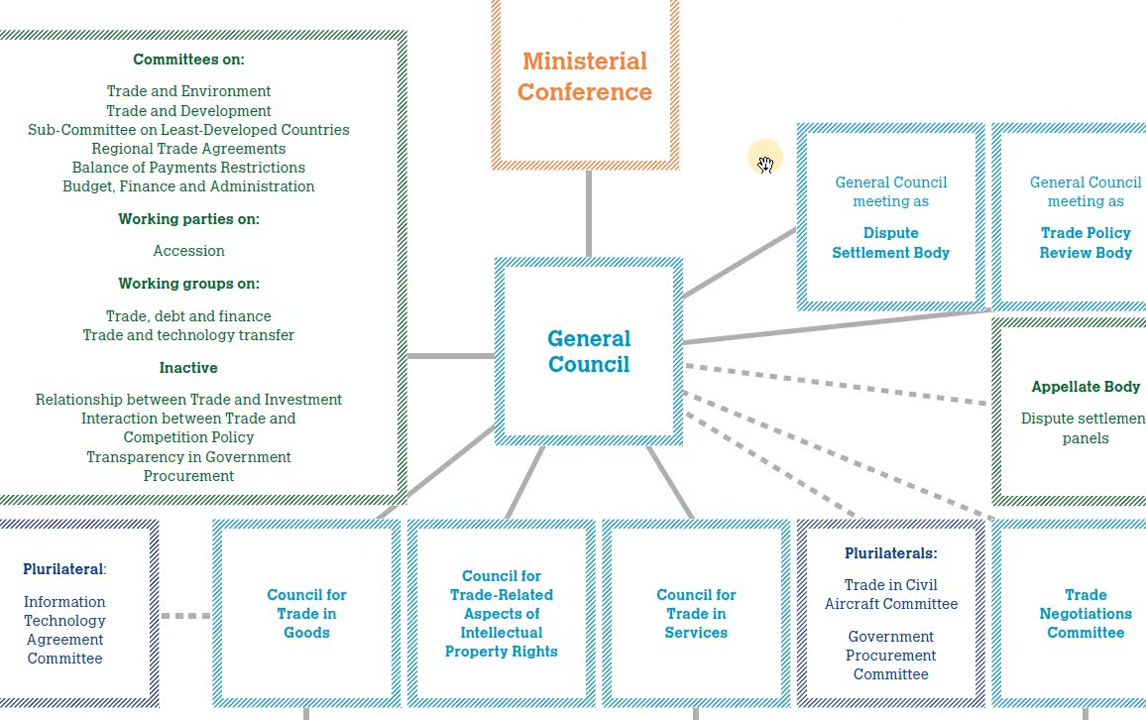 Committees on:
Trade and Environment
Trade and Development
Sub-Committee on Least-Developed Countries
Regional Trade Agreements
Balance of Payments Restrictions
Budget, Finance and Administration
Working parties on:
Accession
Working groups on:
Trade, debt and finance
Trade and technology transfer
Inactive
Relationship between Trade and Investment
Interaction between Trade and
Competition Policy
Transparency in Government
Procurement
Ministerial
Conference
General Council
meeting as
Dispute
Settlement Body
General Council
meeting as
Trade Policy
Review Body
General
Council
Appellate Body
Dispute settlemen
panels
Plurilateral:
Information
Technology
Agreement
Committee
Council for
Trade in
Goods
Council for
Trade-Related
Aspects of
Intellectual
Property Rights
Council for
Trade in
Services
Plurilaterals:
Trade in Civil
Aircraft Committee
Government
Procurement
Committee
Trade
Negotiations
Committee